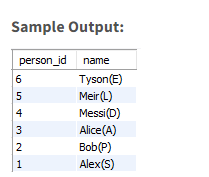 Sample Output:
person_id name
6 Tyson(E)
5 Meir(L)
4 Messi(D)
3 Alice(A)
2 Bob(P)
1 Alex(S)